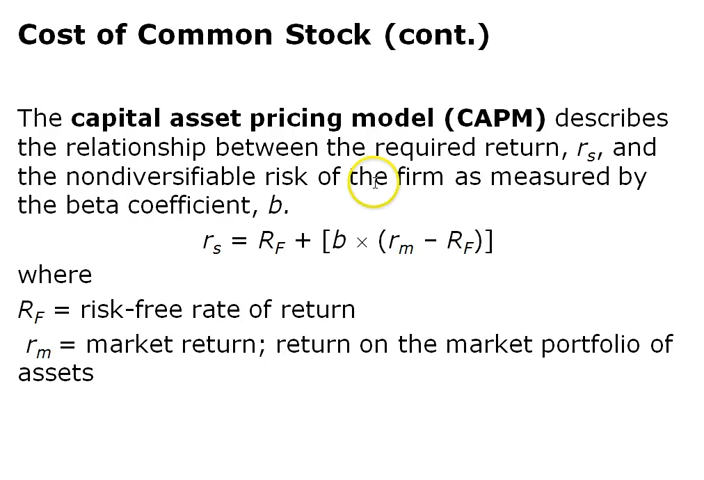 Cost of Common Stock (cont.)
The capital asset pricing model (CAPM) describes
the relationship between the required return, rs, and
the nondiversifiable risk of the firm as measured by
the beta coefficient, b.
rs = RF + [b × (rm – RF)]
where
RF = risk-free rate of return
rm = market return; return on the market portfolio of
assets